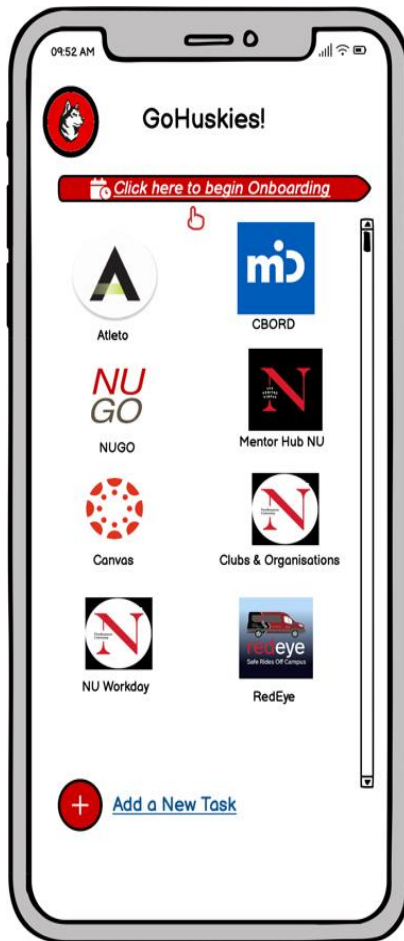 09:52 AM
GoHuskies!
Click here to begin Onboarding
mD
Atleto
CBORD
NU
GO
N
NUGO
Mentor Hub NU
N
Canvas
Clubs & Organisations
N
redeye
Safe Rides Off Campus
NU Workday
RedEye
+
Add a New Task